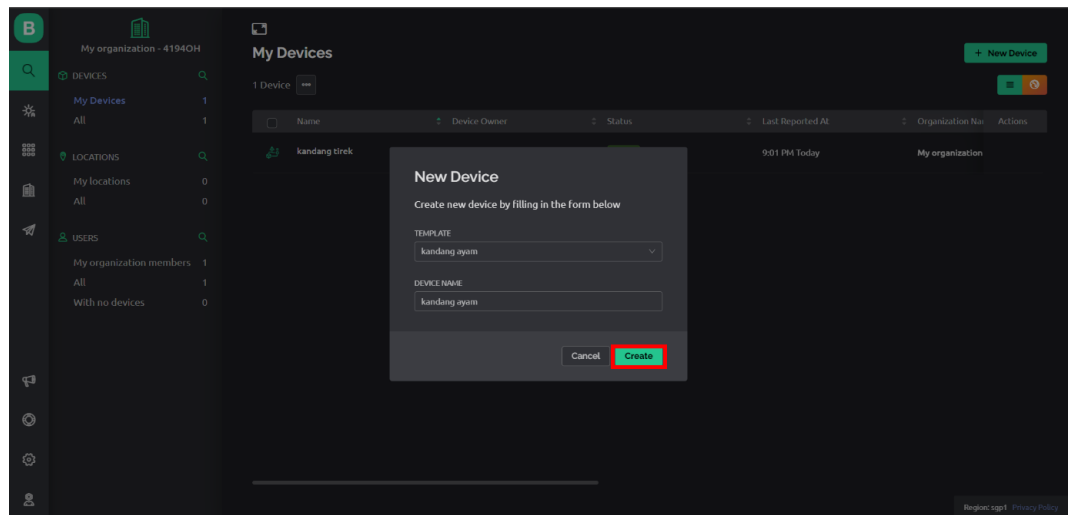 B
My organization - 4194OH
DEVICES
My Devices 1
All 1
LOCATIONS
My locations 0
All 0
USERS
My organization members 1
All 1
With no devices 0
My Devices
+ New Device
1 Device
Name Device Owner Status Last Reported At Organization Na Actions
kandang tirek 9:01 PM Today My organization
New Device
Create new device by filling in the form below
TEMPLATE
kandang ayam
DEVICE NAME
kandang ayam
Cancel Create
Region: sgp1 Privacy Policy